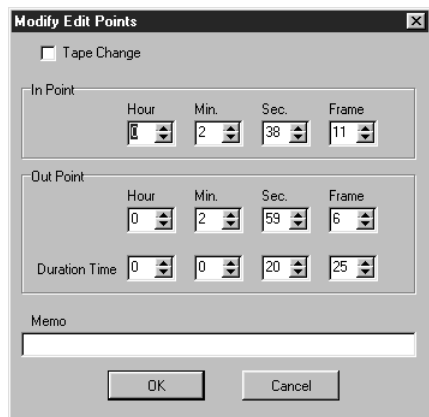 Modify Edit Points
Tape Change
In Point
Hour Min. Sec. Frame
0 2 38 11
Out Point
Hour Min. Sec. Frame
0 2 59 6
Duration Time 0 0 20 25
Memo
OK Cancel